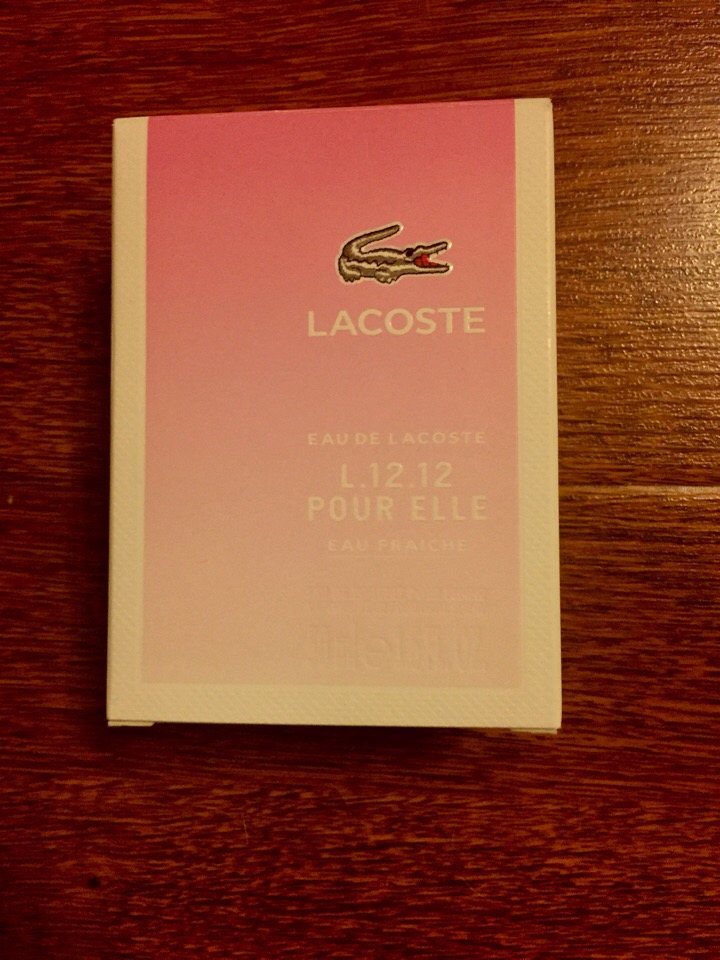 LACOSTE
EAU DE LACOSTE
L.12.12
POUR ELLE
EAU FRAICHE